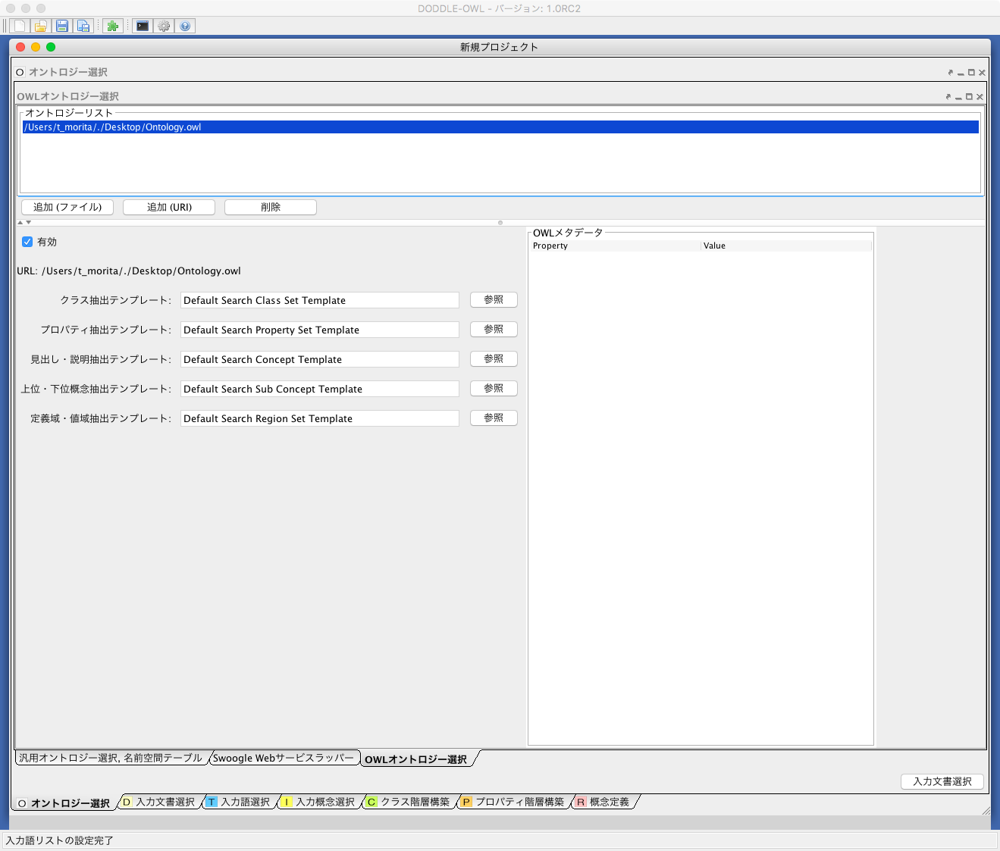 DODDLE-OWL - バージョン: 1.0RC2
新規プロジェクト
O オントロジー選択
OWLオントロジー選択
オントロジーリスト
/Users/t_morita/./Desktop/Ontology.owl
追加 (ファイル) 追加 (URI) 削除
有効
URL: /Users/t_morita/./Desktop/Ontology.owl
クラス抽出テンプレート: Default Search Class Set Template 参照
プロパティ抽出テンプレート: Default Search Property Set Template 参照
見出し・説明抽出テンプレート: Default Search Concept Template 参照
上位・下位概念抽出テンプレート: Default Search Sub Concept Template 参照
定義域・値域抽出テンプレート: Default Search Region Set Template 参照
OWLメタデータ
Property Value
汎用オントロジー選択, 名前空間テーブル Swoogle Webサービスラッパー OWLオントロジー選択
入力文書選択
O オントロジー選択 D 入力文書選択 T 入力語選択 I 入力概念選択 C クラス階層構築 P プロパティ階層構築 R 概念定義
入力語リストの設定完了